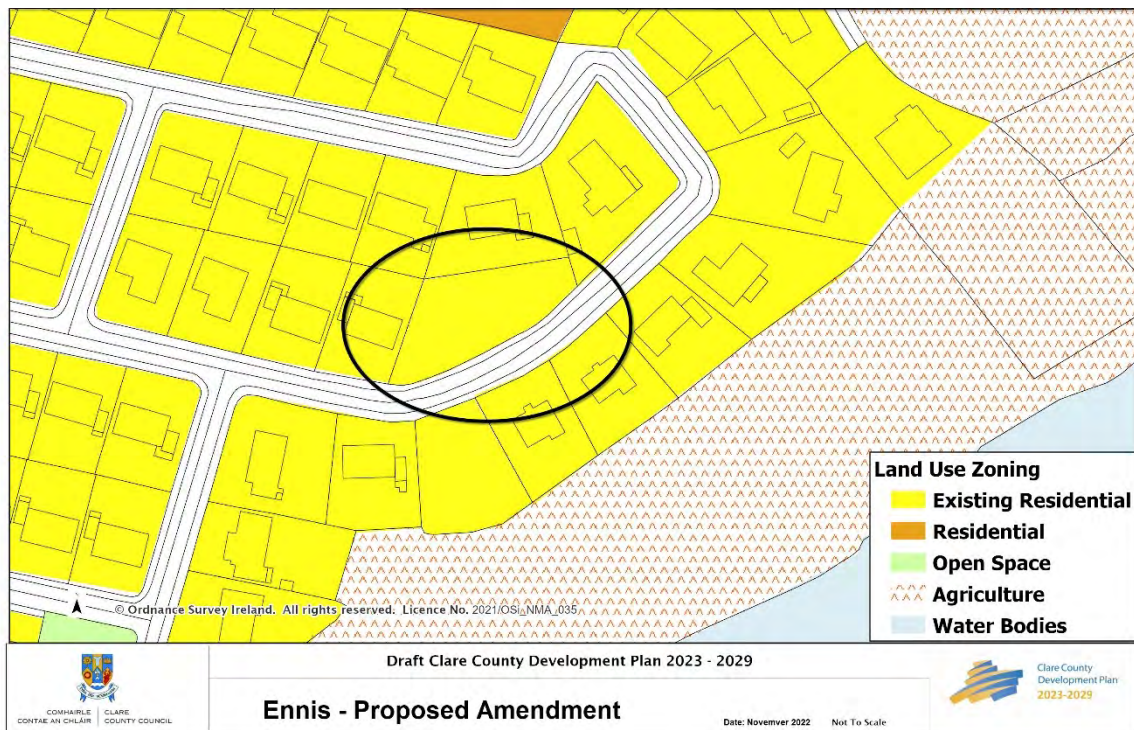 Land Use Zoning
Existing Residential
Residential
Open Space
Agriculture
Water Bodies
© Ordnance Survey Ireland. All rights reserved. Licence No. 2021/OSi_NMA_035
COMHAIRLE
CONTAE AN CHLÁIR
CLARE
COUNTY COUNCIL
Draft Clare County Development Plan 2023 - 2029
Ennis - Proposed Amendment
Date: Novemver 2022
Not To Scale
Clare County
Development Plan
2023-2029